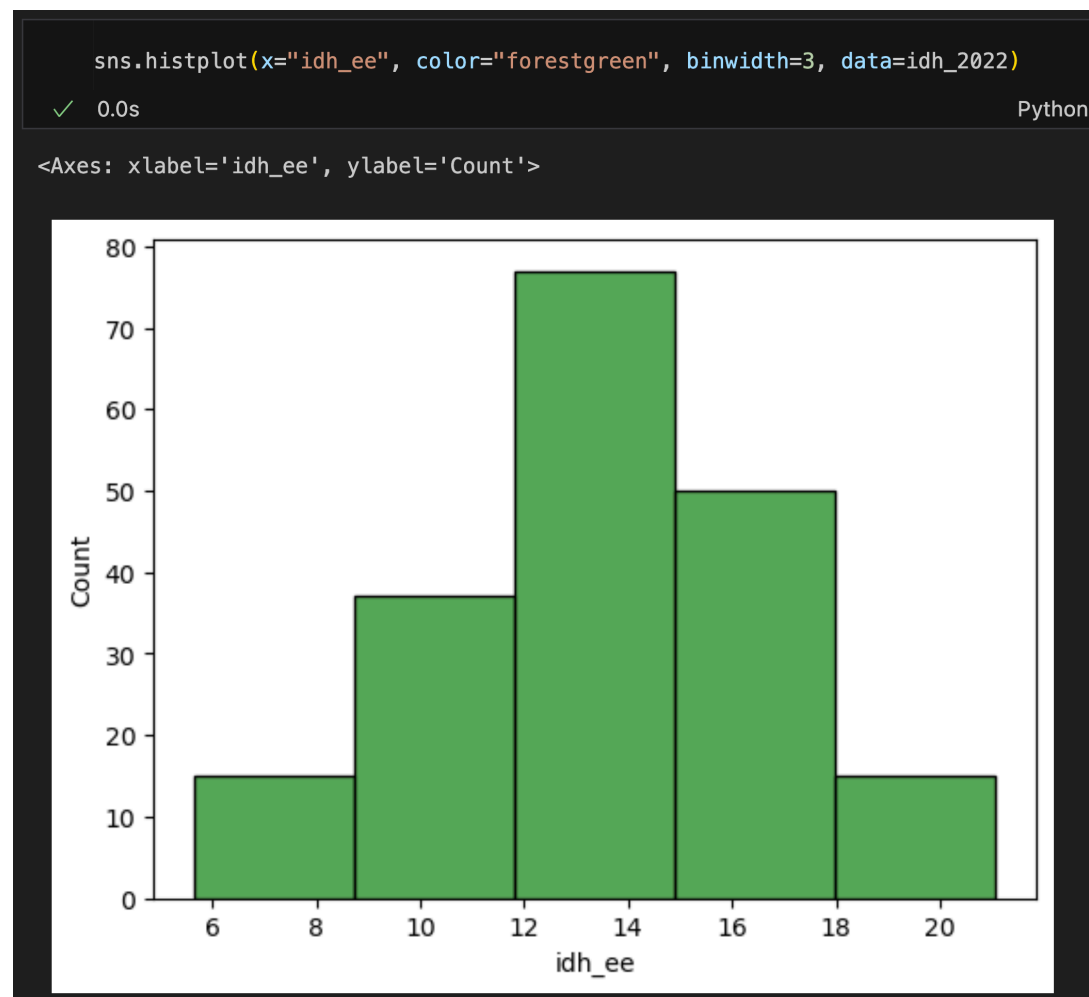 sns.histplot(x="idh_ee", color="forestgreen", binwidth=3, data=idh_2022)
0.0s
Python
<Axes: xlabel='idh_ee', ylabel='Count'>
80
70
60
50
40
30
20
10
0
Count
6 8 10 12 14 16 18 20
idh_ee